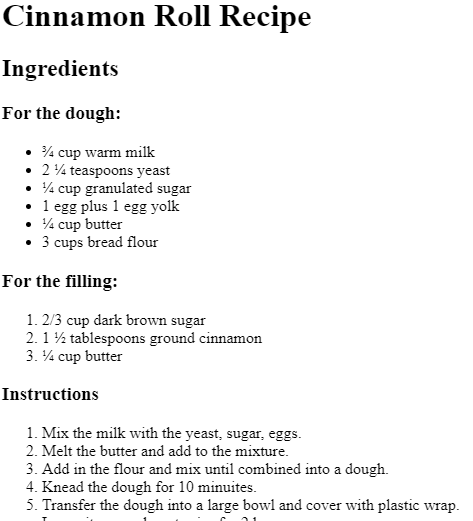 Cinnamon Roll Recipe
Ingredients
For the dough:
• ¾ cup warm milk
• 2 ¼ teaspoons yeast
• ¼ cup granulated sugar
• 1 egg plus 1 egg yolk
• ¼ cup butter
• 3 cups bread flour
For the filling:
1. 2/3 cup dark brown sugar
2. 1 ½ tablespoons ground cinnamon
3. ¼ cup butter
Instructions
1. Mix the milk with the yeast, sugar, eggs.
2. Melt the butter and add to the mixture.
3. Add in the flour and mix until combined into a dough.
4. Knead the dough for 10 minuites.
5. Transfer the dough into a large bowl and cover with plastic wrap.